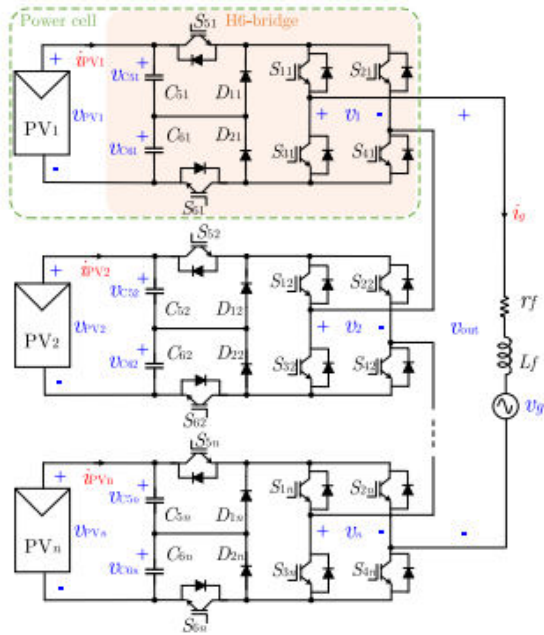 Power cell S51 H6-bridge
iPV1 S11 S21
+ vC51 + C51 D11
PV1 vPV1 + v1 - +
vC61 + C61 D21 S31 S41
- S61
ig
S52
+ iPV2 S12 S22
vC52 + C52 D12 rf
PV2 vPV2 + v2 - vout
vC62 + C62 D22 S32 S42 Lf
- S62 vg
S5n
+ iPVn S1n S2n
vC5n + C5n D1n
PVn vPVn + vn - -
vC6n + C6n D2n S3n S4n
- S6n